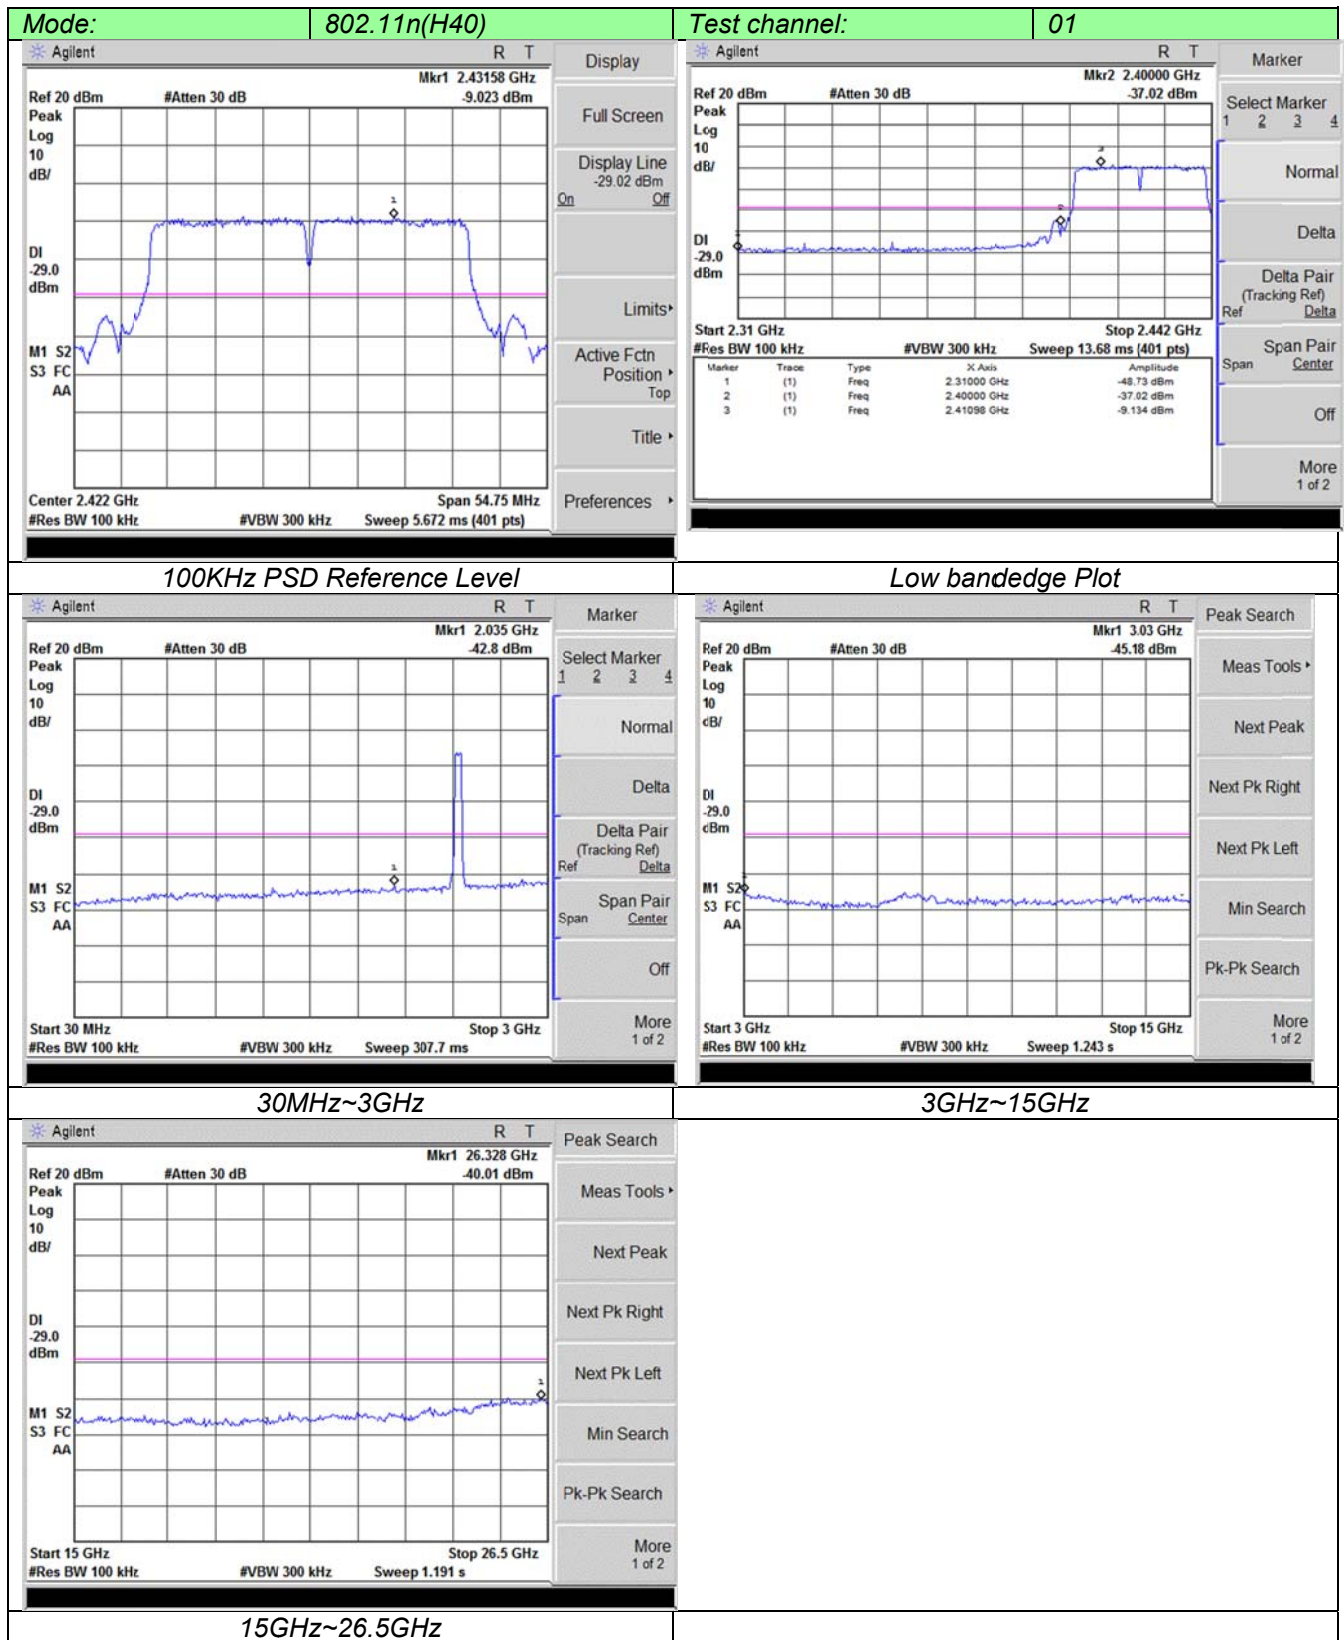 Mode: 802.11n(H40) Test channel: 01
Agilent R T
Mkr1 2.43158 GHz
Ref 20 dBm #Atten 30 dB -9.023 dBm
Peak
Log
10
dB/
1
DI
-29.0
dBm
M1 S2
S3 FC
AA
Center 2.422 GHz Span 54.75 MHz
#Res BW 100 kHz #VBW 300 kHz Sweep 5.672 ms (401 pts)
Display
Full Screen
Display Line
-29.02 dBm
On Off
Limits
Active Fctn
Position
Top
Title
Preferences
Agilent R T
Mkr2 2.40000 GHz
Ref 20 dBm #Atten 30 dB -37.02 dBm
Peak
Log
10
dB/
DI
-29.0
dBm
Start 2.31 GHz Stop 2.442 GHz
#Res BW 100 kHz #VBW 300 kHz Sweep 13.68 ms (401 pts)
Marker Trace Type X Axis Amplitude
1 (1) Freq 2.31000 GHz -48.73 dBm
2 (1) Freq 2.40000 GHz -37.02 dBm
3 (1) Freq 2.41098 GHz -9.134 dBm
Marker
Select Marker
1 2 3 4
Normal
Delta
Delta Pair
(Tracking Ref)
Ref Delta
Span Pair
Span Center
Off
More
1 of 2
100KHz PSD Reference Level
Low bandedge Plot
Agilent R T
Mkr1 2.035 GHz
Ref 20 dBm #Atten 30 dB -42.8 dBm
Peak
Log
10
dB/
1
DI
-29.0
dBm
M1 S2
S3 FC
AA
Start 30 MHz Stop 3 GHz
#Res BW 100 kHz #VBW 300 kHz Sweep 307.7 ms
Marker
Select Marker
1 2 3 4
Normal
Delta
Delta Pair
(Tracking Ref)
Ref Delta
Span Pair
Span Center
Off
More
1 of 2
Agilent R T
Mkr1 3.03 GHz
Ref 20 dBm #Atten 30 dB -45.18 dBm
Peak
Log
10
dB/
DI
-29.0
dBm
M1 S2
S3 FC
AA
Start 3 GHz Stop 15 GHz
#Res BW 100 kHz #VBW 300 kHz Sweep 1.243 s
Peak Search
Meas Tools
Next Peak
Next Pk Right
Next Pk Left
Min Search
Pk-Pk Search
More
1 of 2
30MHz~3GHz
3GHz~15GHz
Agilent R T
Mkr1 26.328 GHz
Ref 20 dBm #Atten 30 dB -40.01 dBm
Peak
Log
10
dB/
1
DI
-29.0
dBm
M1 S2
S3 FC
AA
Start 15 GHz Stop 26.5 GHz
#Res BW 100 kHz #VBW 300 kHz Sweep 1.191 s
Peak Search
Meas Tools
Next Peak
Next Pk Right
Next Pk Left
Min Search
Pk-Pk Search
More
1 of 2
15GHz~26.5GHz